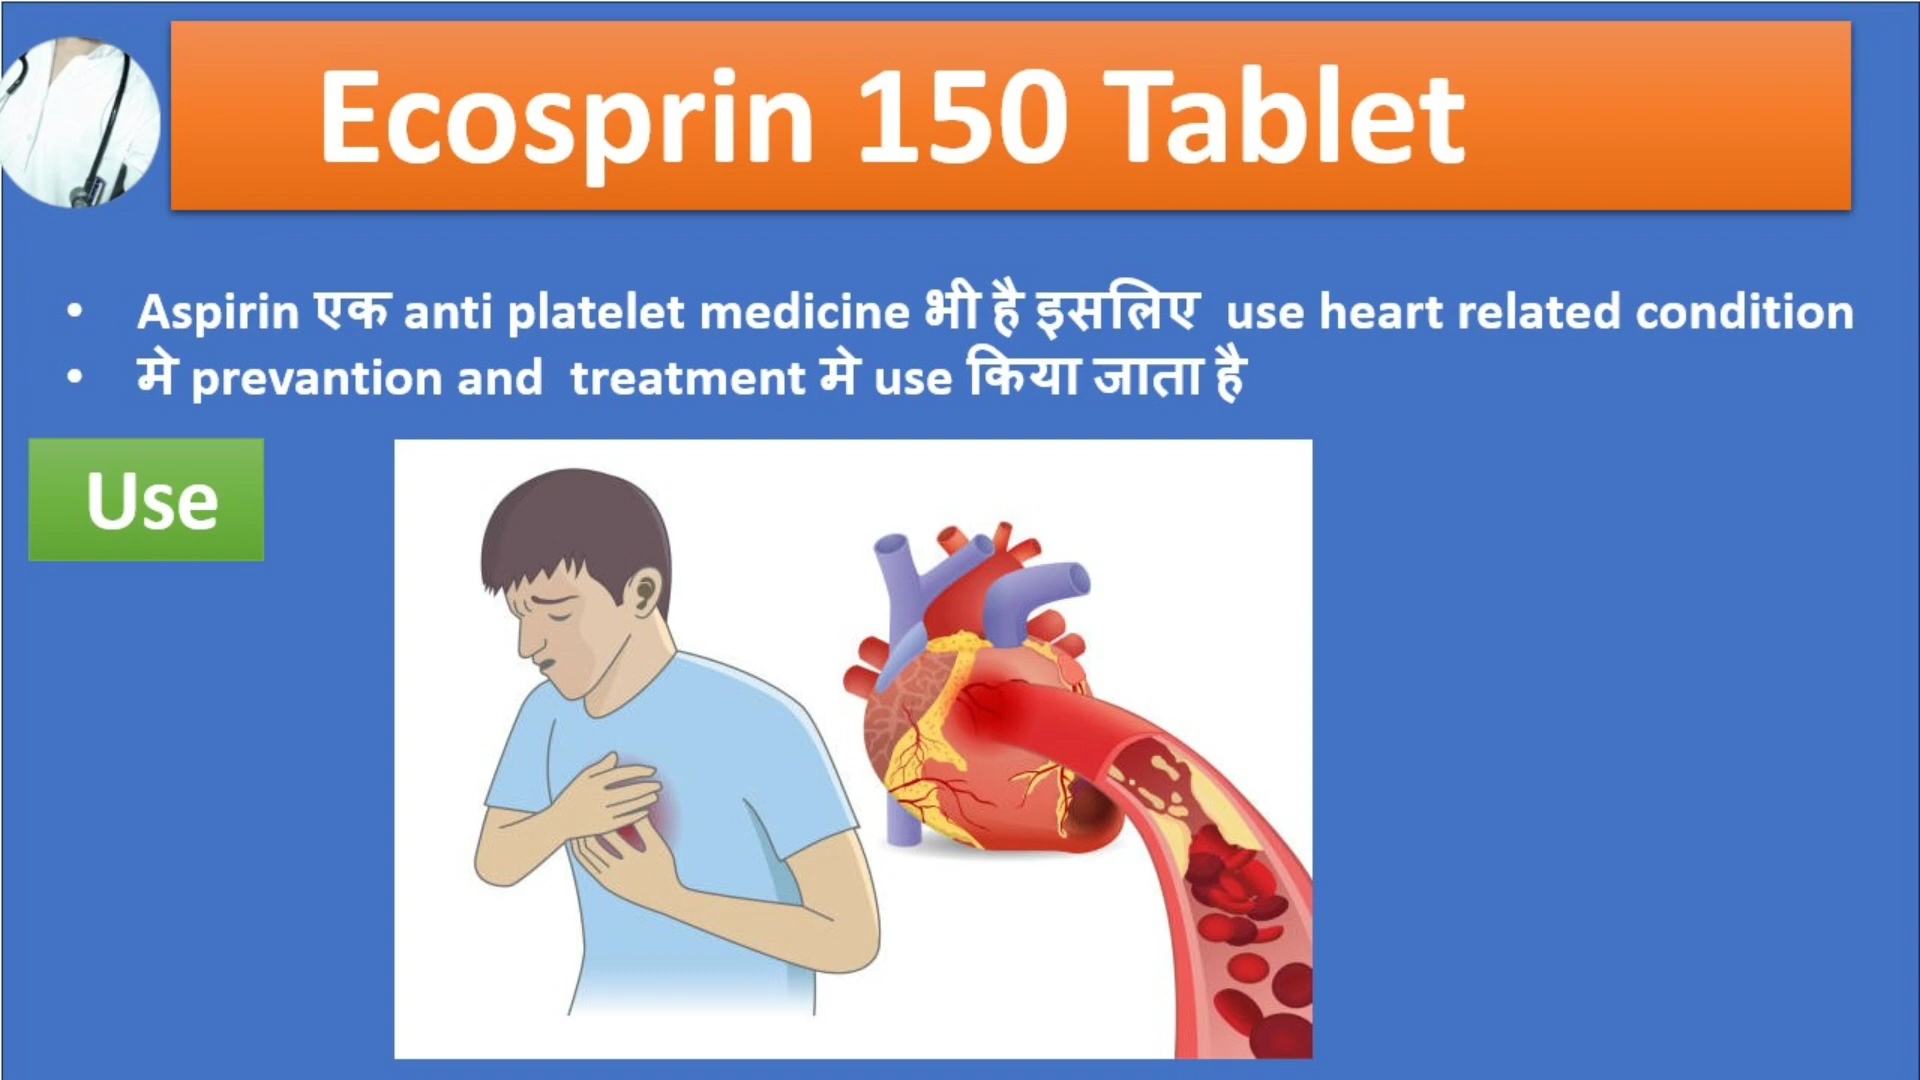 Ecosprin 150 Tablet
• Aspirin एक anti platelet medicine भी है इसलिए use heart related condition
• मे prevantion and treatment मे use किया जाता है
Use